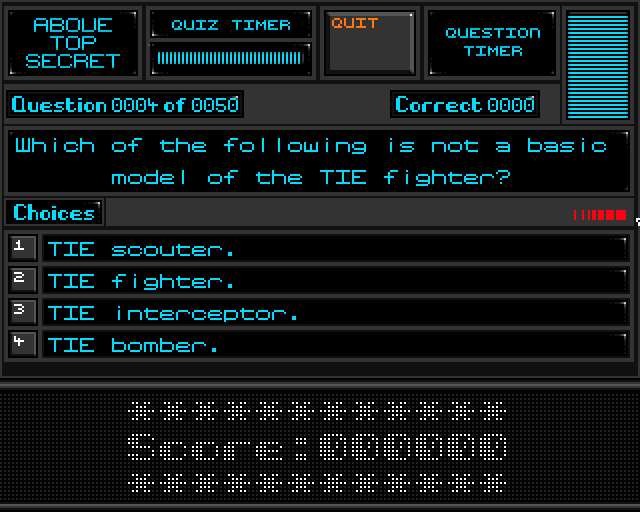 ABOVE
TOP
SECRET
QUIZ TIMER
QUIT
QUESTION
TIMER
Question 0004 of 0050
Correct 0000
Which of the following is not a basic
model of the TIE fighter?
Choices
1 TIE scouter.
2 TIE fighter.
3 TIE interceptor.
4 TIE bomber.
************
Score:000000
************